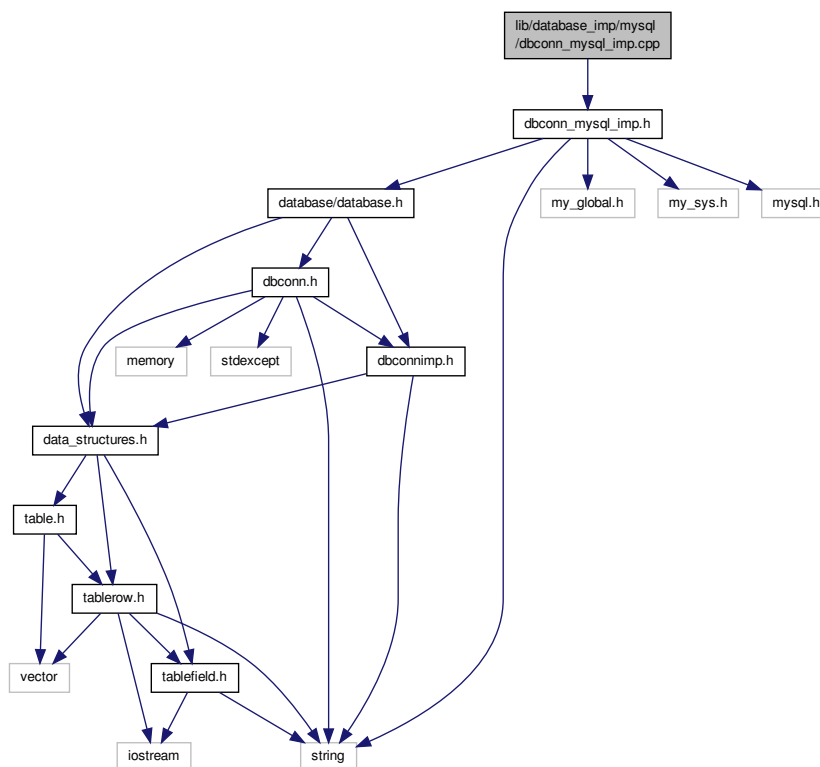 lib/database_imp/mysql
/dbconn_mysql_imp.cpp
dbconn_mysql_imp.h
database/database.h
my_global.h
my_sys.h
mysql.h
dbconn.h
memory
stdexcept
dbconnimp.h
data_structures.h
table.h
tablerow.h
vector
tablefield.h
iostream
string